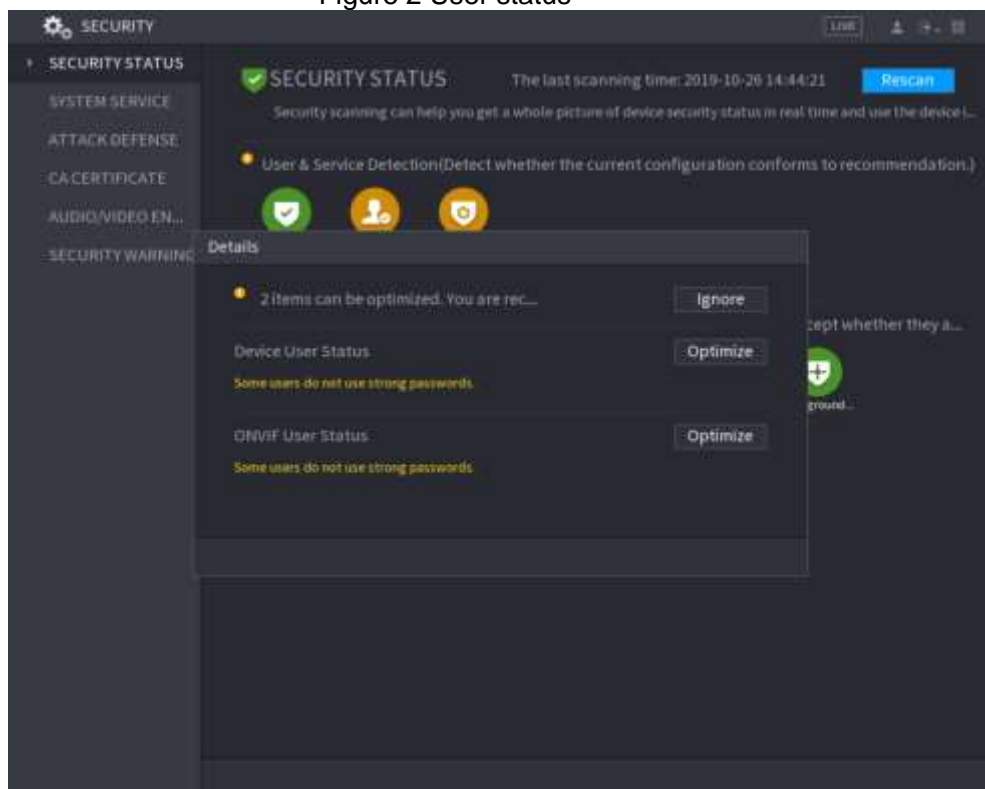 Figure 2 User status
SECURITY
LIVE
SECURITY STATUS
SYSTEM SERVICE
ATTACK DEFENSE
CA CERTIFICATE
AUDIO/VIDEO EN...
SECURITY WARNING
SECURITY STATUS
The last scanning time: 2019-10-26 14:44:21
Rescan
Security scanning can help you get a whole picture of device security status in real time and use the device i...
User & Service Detection(Detect whether the current configuration conforms to recommendation.)
Details
2 items can be optimized. You are rec...
Ignore
cept whether they a...
Device User Status
Optimize
Some users do not use strong passwords.
ground...
ONVIF User Status
Optimize
Some users do not use strong passwords.